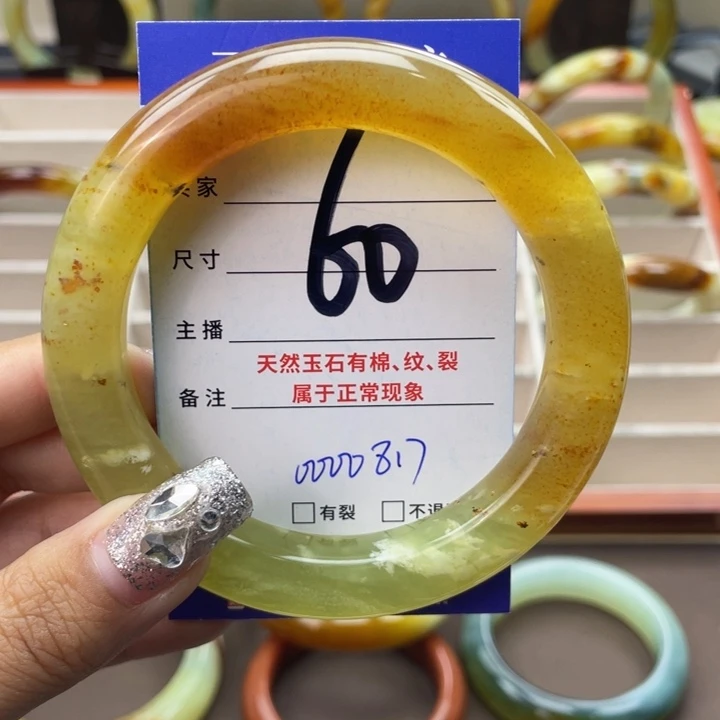 家
尺寸
60
主播
天然玉石有棉、纹、裂
属于正常现象
备注
0000817
□有裂 □不退